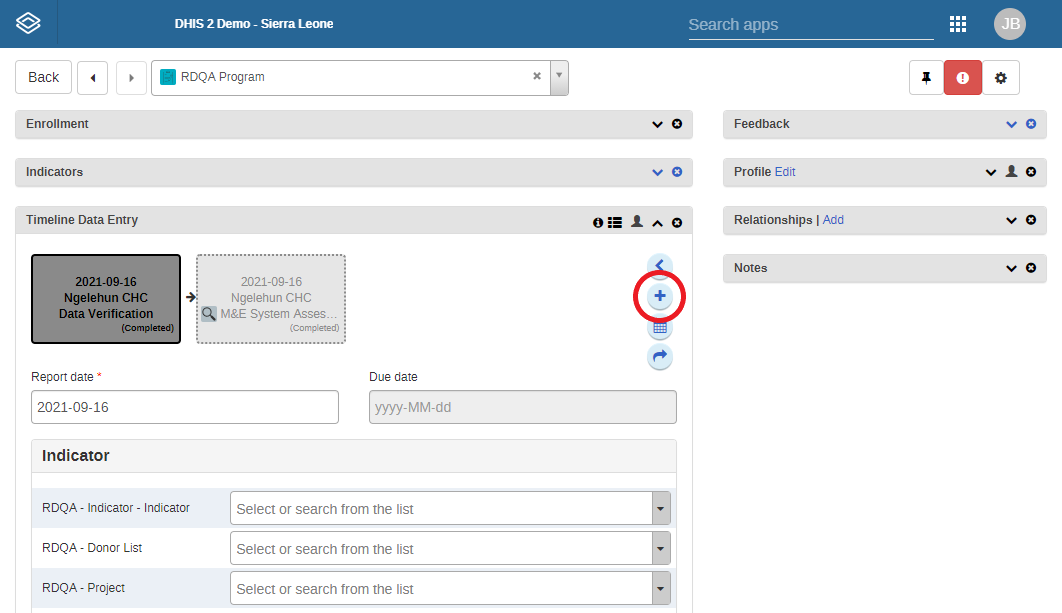 DHIS 2 Demo - Sierra Leone
Search apps
JB
Back
RDQA Program
Enrollment
Feedback
Indicators
Profile Edit
Timeline Data Entry
Relationships | Add
Notes
2021-09-16
Ngelehun CHC
Data Verification
(Completed)
2021-09-16
Ngelehun CHC
M&E System Asses...
(Completed)
Report date *
Due date
2021-09-16
yyyy-MM-dd
Indicator
RDQA - Indicator - Indicator
Select or search from the list
RDQA - Donor List
Select or search from the list
RDQA - Project
Select or search from the list